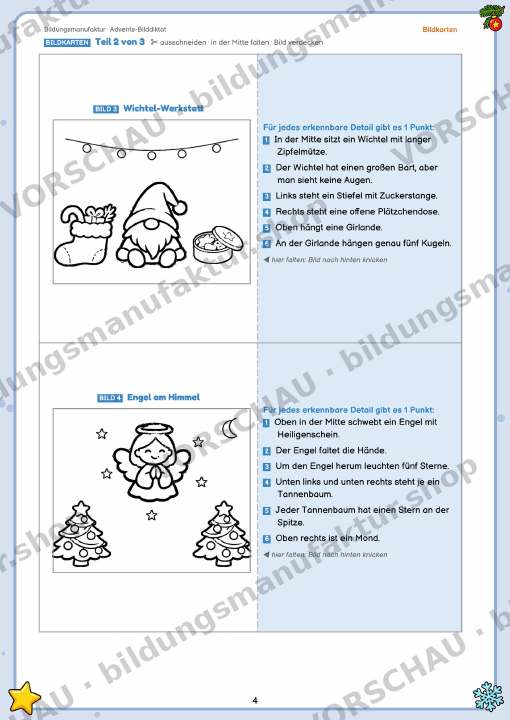 Bildungsmanufaktur · Advents-Bilddiktat
Bildkarten
BILDKARTEN Teil 2 von 3 ✂ ausschneiden · in der Mitte falten · Bild verdecken
BILD 3 Wichtel-Werkstatt
Für jedes erkennbare Detail gibt es 1 Punkt:
1 In der Mitte sitzt ein Wichtel mit langer
Zipfelmütze.
2 Der Wichtel hat einen großen Bart, aber
man sieht keine Augen.
3 Links steht ein Stiefel mit Zuckerstange.
4 Rechts steht eine offene Plätzchendose.
5 Oben hängt eine Girlande.
6 An der Girlande hängen genau fünf Kugeln.
◀ hier falten: Bild nach hinten knicken
BILD 4 Engel am Himmel
Für jedes erkennbare Detail gibt es 1 Punkt:
1 Oben in der Mitte schwebt ein Engel mit
Heiligenschein.
2 Der Engel faltet die Hände.
3 Um den Engel herum leuchten fünf Sterne.
4 Unten links und unten rechts steht je ein
Tannenbaum.
5 Jeder Tannenbaum hat einen Stern an der
Spitze.
6 Oben rechts ist ein Mond.
◀ hier falten: Bild nach hinten knicken
4
VORSCHAU · bildungsmanufaktur.shop